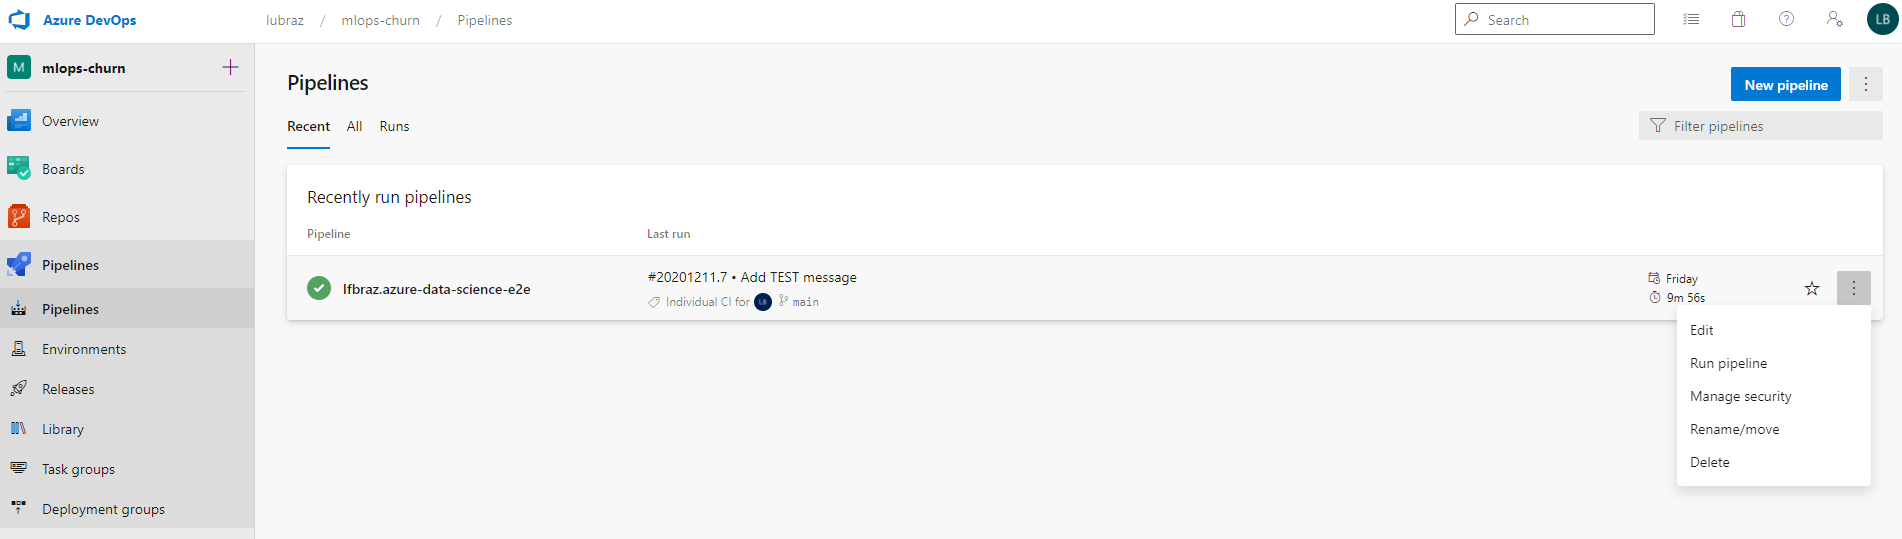 Azure DevOps
lubraz / mlops-churn / Pipelines
Search
LB
M mlops-churn
Overview
Boards
Repos
Pipelines
Pipelines
Environments
Releases
Library
Task groups
Deployment groups
Pipelines
New pipeline
Recent All Runs
Filter pipelines
Recently run pipelines
Pipeline Last run
lfbraz.azure-data-science-e2e
#20201211.7 • Add TEST message
Individual CI for LB main
Friday
9m 56s
Edit
Run pipeline
Manage security
Rename/move
Delete